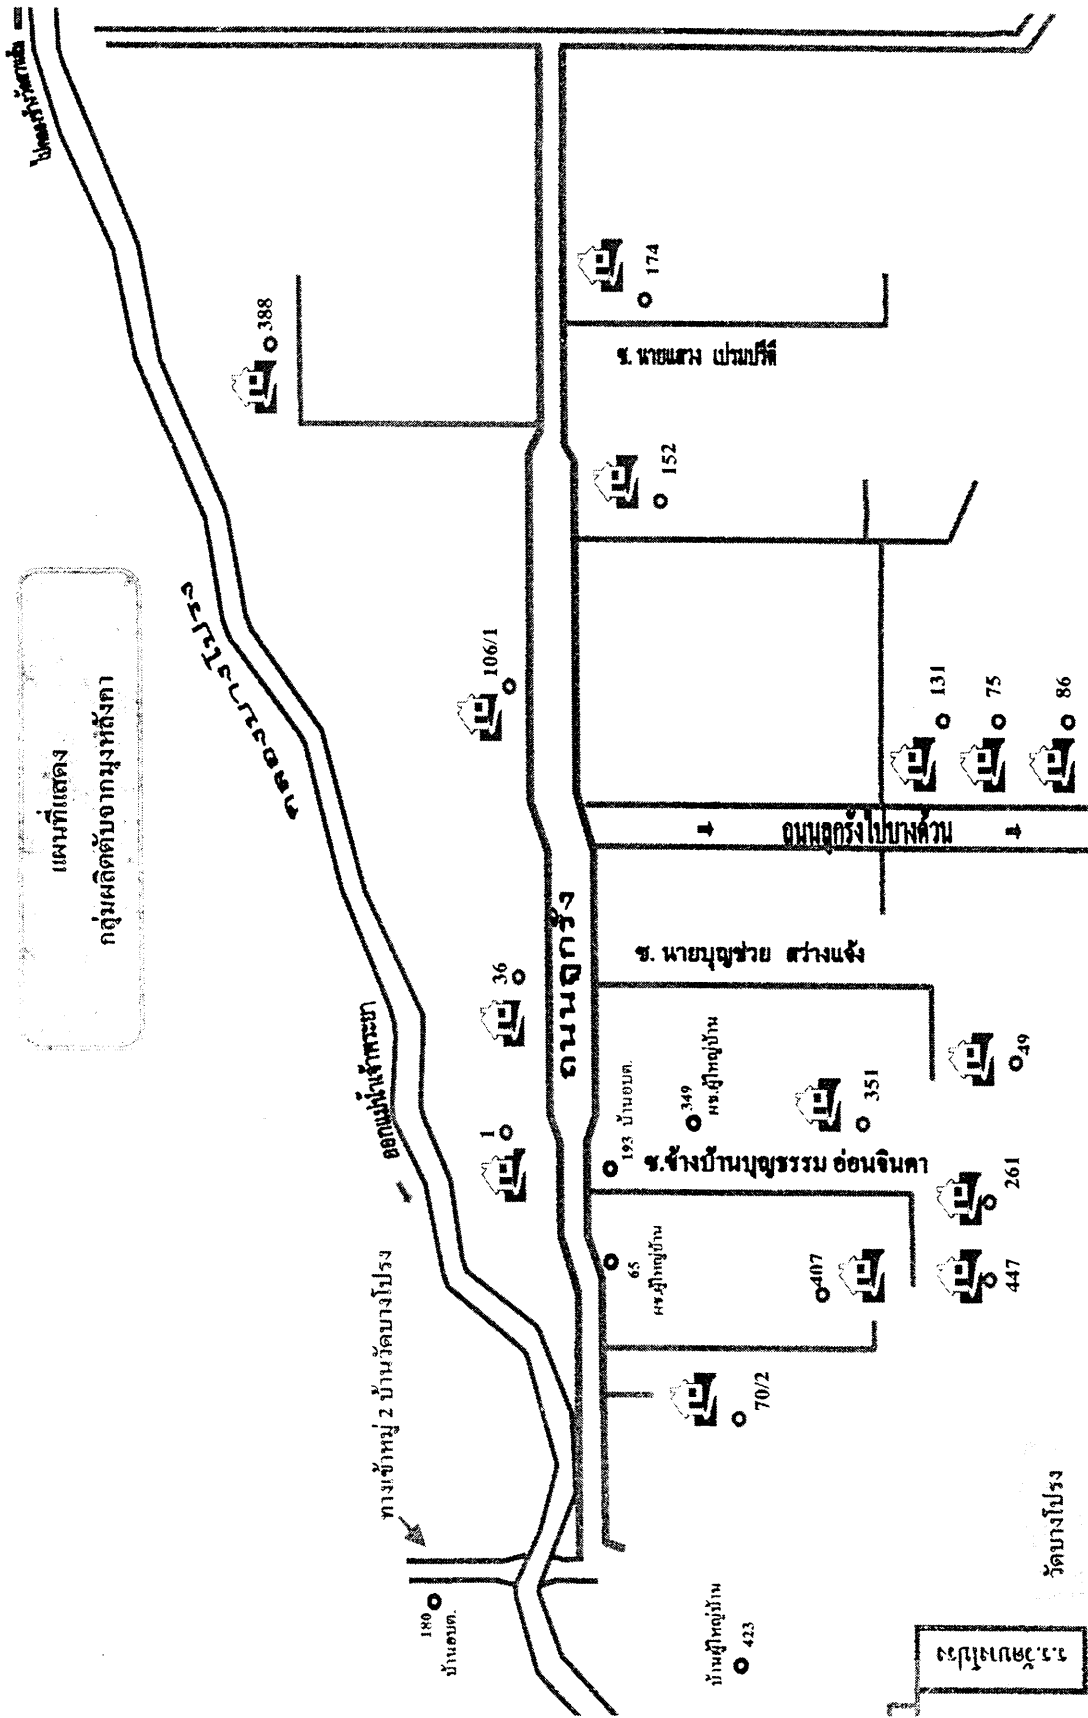 แผนที่แสดง
กลุ่มผลิตตับจากมุงหลังคา
คลองบางโปรง
ออกแม่น้ำเจ้าพระยา
ทางเข้าหมู่ 2 บ้านวัดบางโปรง
180
บ้านอบต.
388
106/1
36
1
ถนนลูกรัง
174
ซ. นายแสวง เปรมปรีดิ์
152
131
75
86
ถนนลูกรังไปบางด้วน
ซ. นายบุญช่วย สว่างแจ้ง
49
193 บ้านอบต.
349
ผช.ผู้ใหญ่บ้าน
351
ซ.ข้างบ้านบุญธรรม อ่อนจินดา
261
65
ผช.ผู้ใหญ่บ้าน
407
447
70/2
บ้านผู้ใหญ่บ้าน
423
วัดบางโปรง
ร.ร.วัดบางโปรง